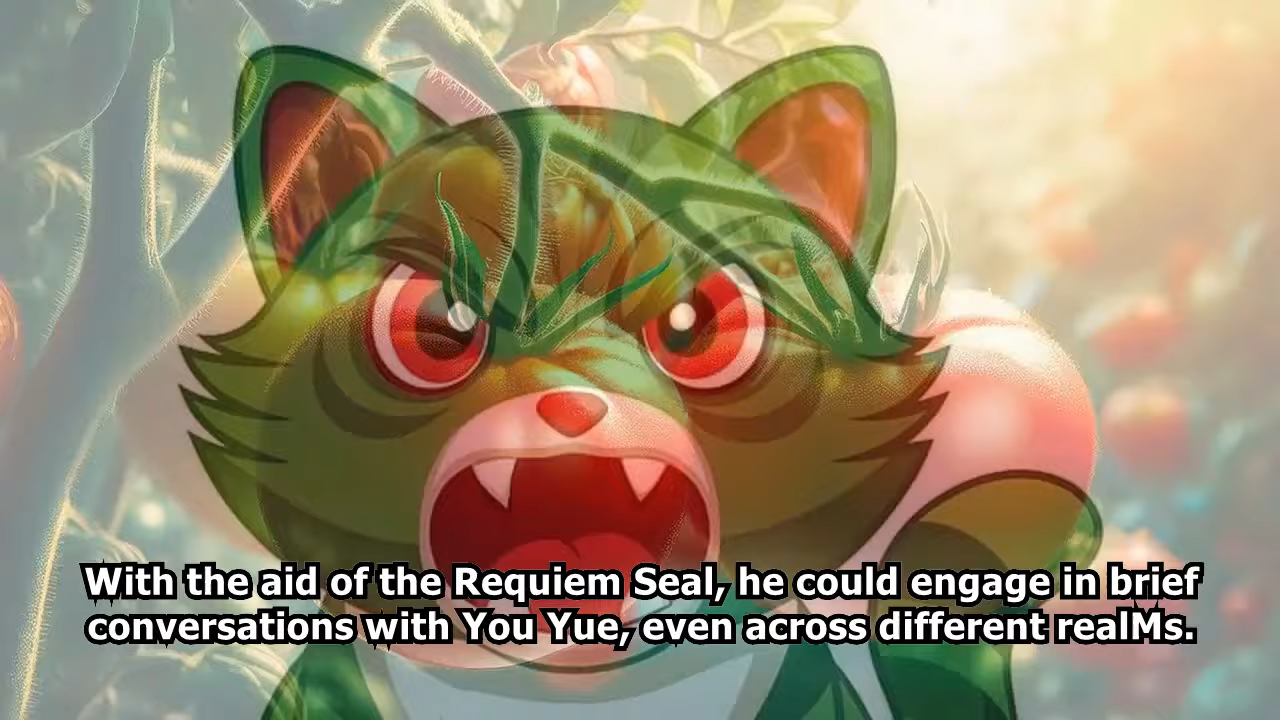 With the aid of the Requiem Seal, he could engage in brief
conversations with You Yue, even across different realMs.